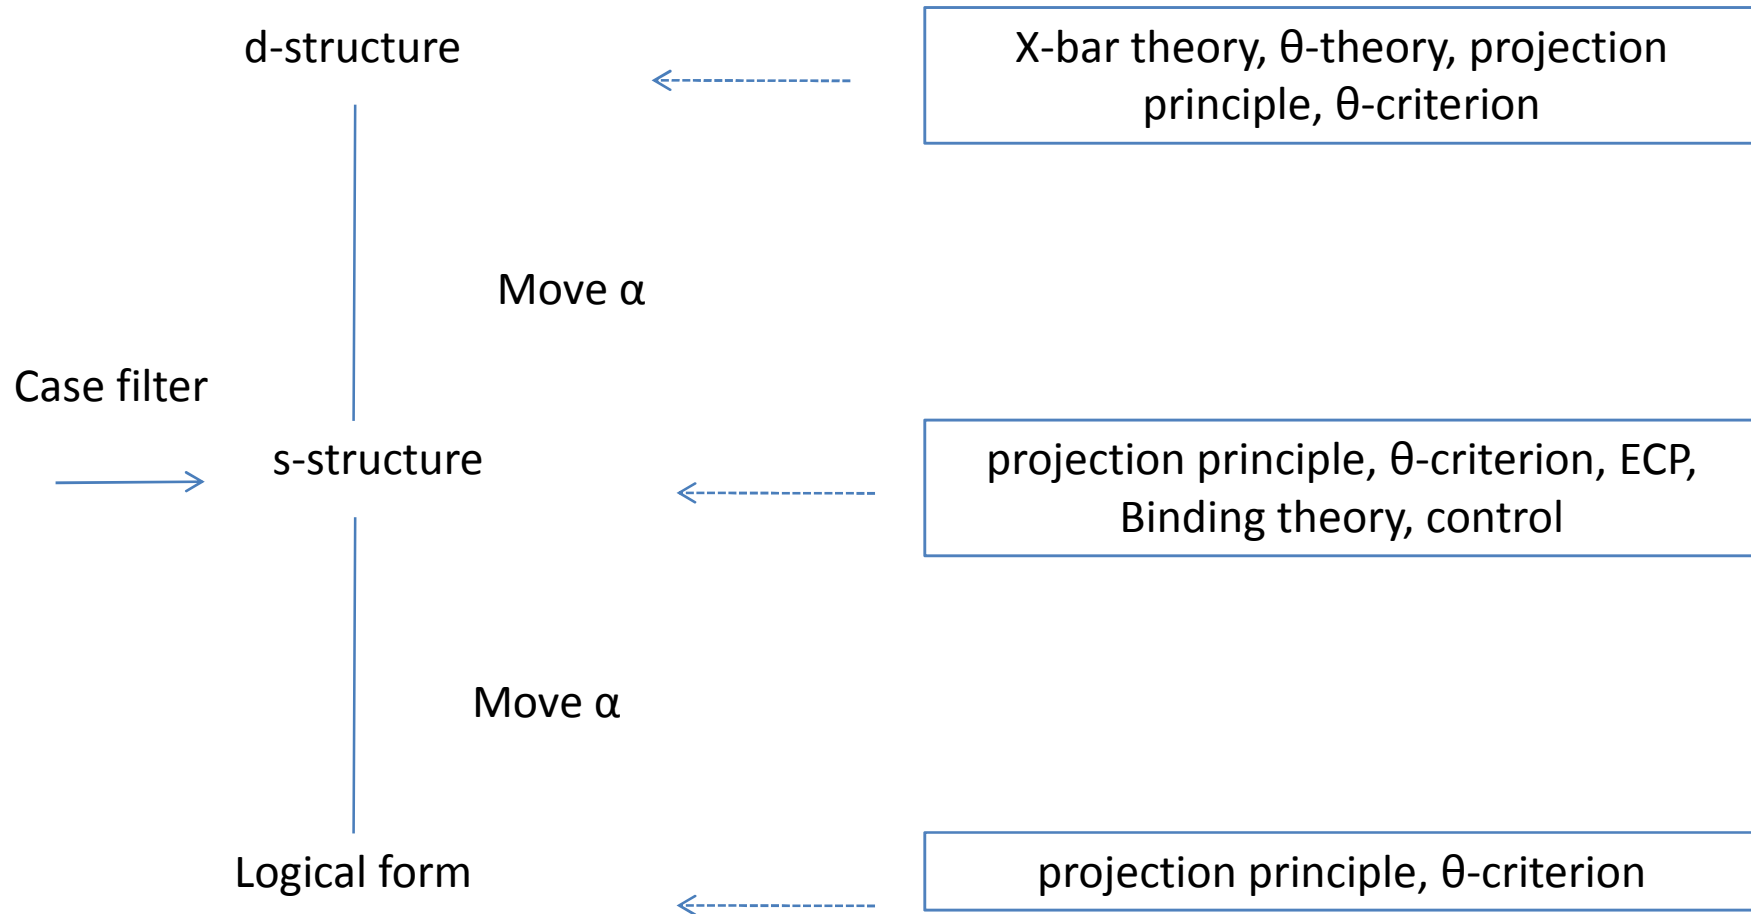 d-structure
X-bar theory, θ-theory, projection
principle, θ-criterion
Move α
Case filter
s-structure
projection principle, θ-criterion, ECP,
Binding theory, control
Move α
Logical form
projection principle, θ-criterion